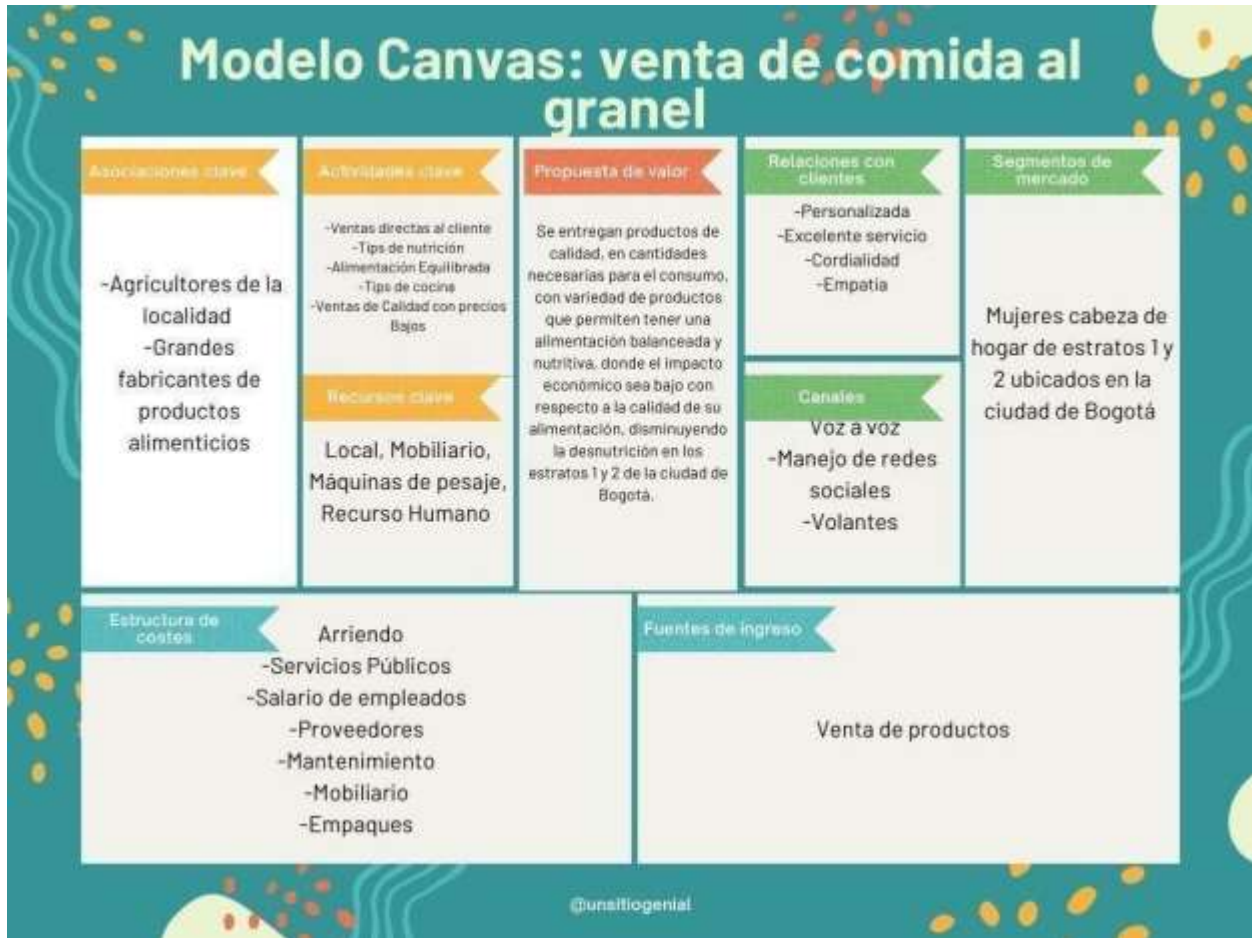 Modelo Canvas: venta de comida al
granel
Asociaciones clave
-Agricultores de la
localidad
-Grandes
fabricantes de
productos
alimenticios
Actividades clave
-Ventas directas al cliente
-Tips de nutrición
-Alimentación Equilibrada
-Tips de cocina
-Ventas de Calidad con precios
Bajos
Recursos clave
Local, Mobiliario,
Máquinas de pesaje,
Recurso Humano
Propuesta de valor
Se entregan productos de
calidad, en cantidades
necesarias para el consumo,
con variedad de productos
que permiten tener una
alimentación balanceada y
nutritiva, donde el impacto
económico sea bajo con
respecto a la calidad de su
alimentación, disminuyendo
la desnutrición en los
estratos 1 y 2 de la ciudad de
Bogotá.
Relaciones con
clientes
-Personalizada
-Excelente servicio
-Cordialidad
-Empatia
Canales
Voz a voz
-Manejo de redes
sociales
-Volantes
Segmentos de
mercado
Mujeres cabeza de
hogar de estratos 1 y
2 ubicados en la
ciudad de Bogotá
Estructura de
costes
Arriendo
-Servicios Públicos
-Salario de empleados
-Proveedores
-Mantenimiento
-Mobiliario
-Empaques
Fuentes de ingreso
Venta de productos
@unsitiogenial